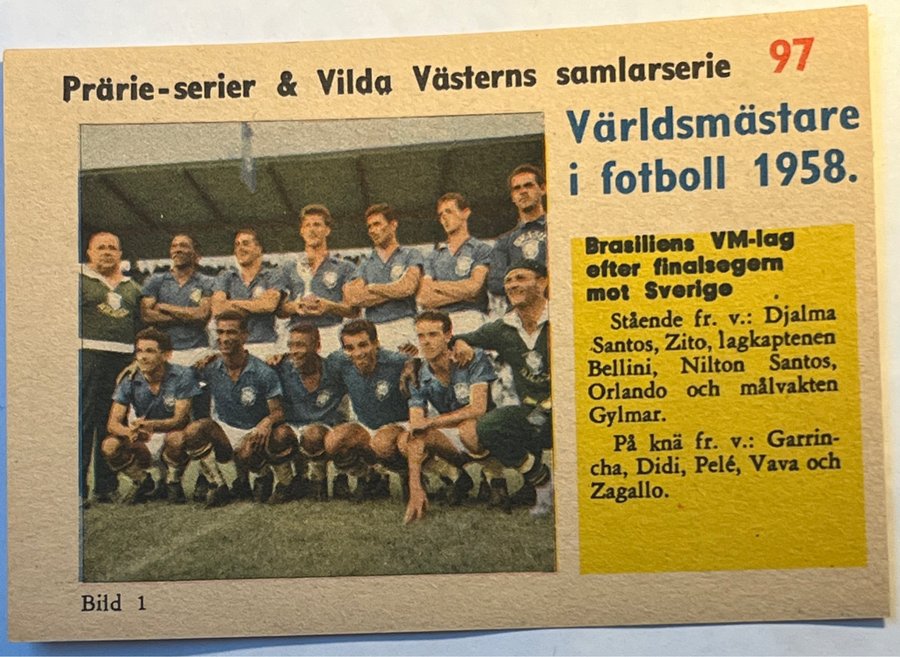 Prärie-serier & Vilda Västerns samlarserie 97
Världsmästare
i fotboll 1958.
Brasiliens VM-lag
efter finalsegern
mot Sverige
Stående fr. v.: Djalma
Santos, Zito, lagkaptenen
Bellini, Nilton Santos,
Orlando och målvakten
Gylmar.
På knä fr. v.: Garrin-
cha, Didi, Pelé, Vava och
Zagallo.
Bild 1